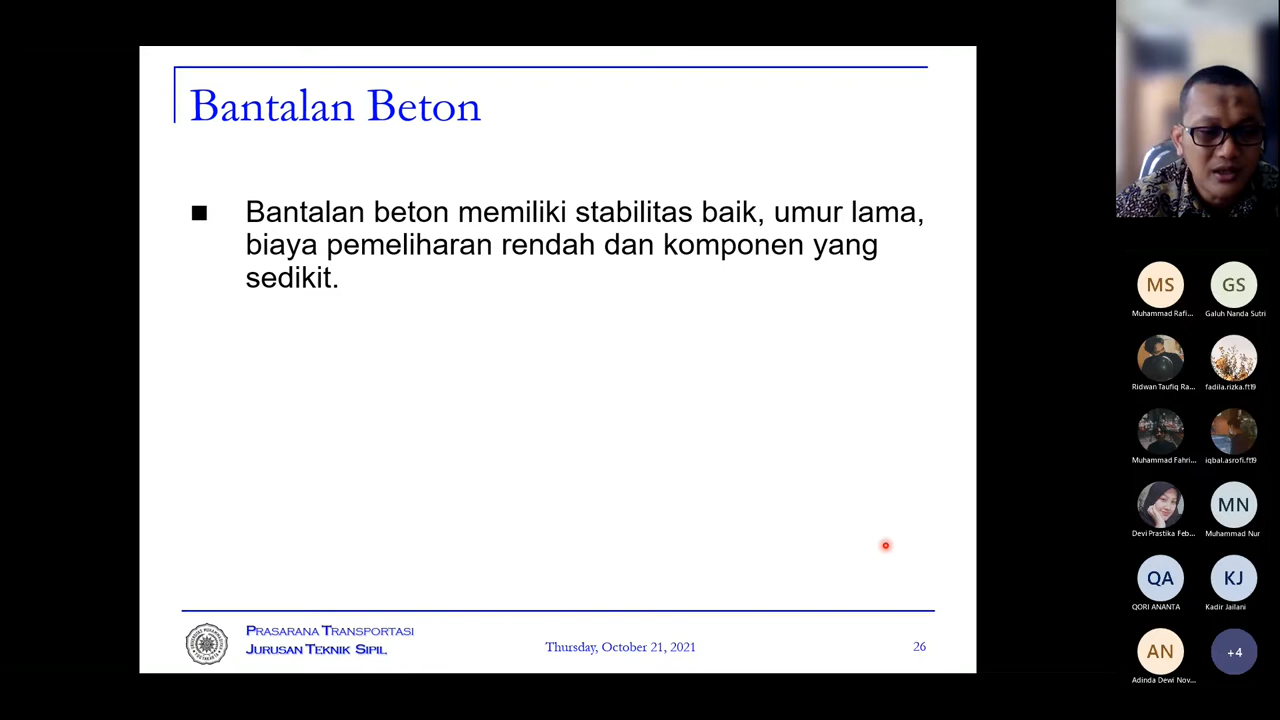 Bantalan Beton
■ Bantalan beton memiliki stabilitas baik, umur lama,
biaya pemeliharan rendah dan komponen yang
sedikit.
PRASARANA TRANSPORTASI
JURUSAN TEKNIK SIPIL
Thursday, October 21, 2021
26
MS
GS
Muhammad Rafi...
Galuh Nanda Sutri
Ridwan Taufiq Ra...
fadila.rizka.ft19
Muhammad Fahri...
iqbal.asrofi.ft19
MN
Devi Prastika Feb...
Muhammad Nur
QA
KJ
QORI ANANTA
Kadir Jailani
AN
+4
Adinda Dewi Nov...